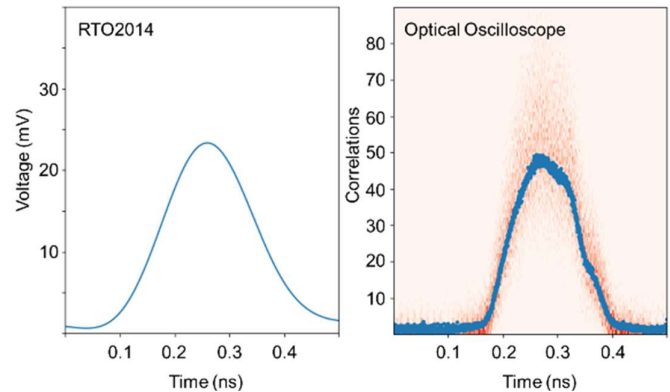 RTO2014
Voltage (mV)
30
20
10
0.1 0.2 0.3 0.4
Time (ns)
Optical Oscilloscope
Correlations
80
70
60
50
40
30
20
10
0.1 0.2 0.3 0.4
Time (ns)